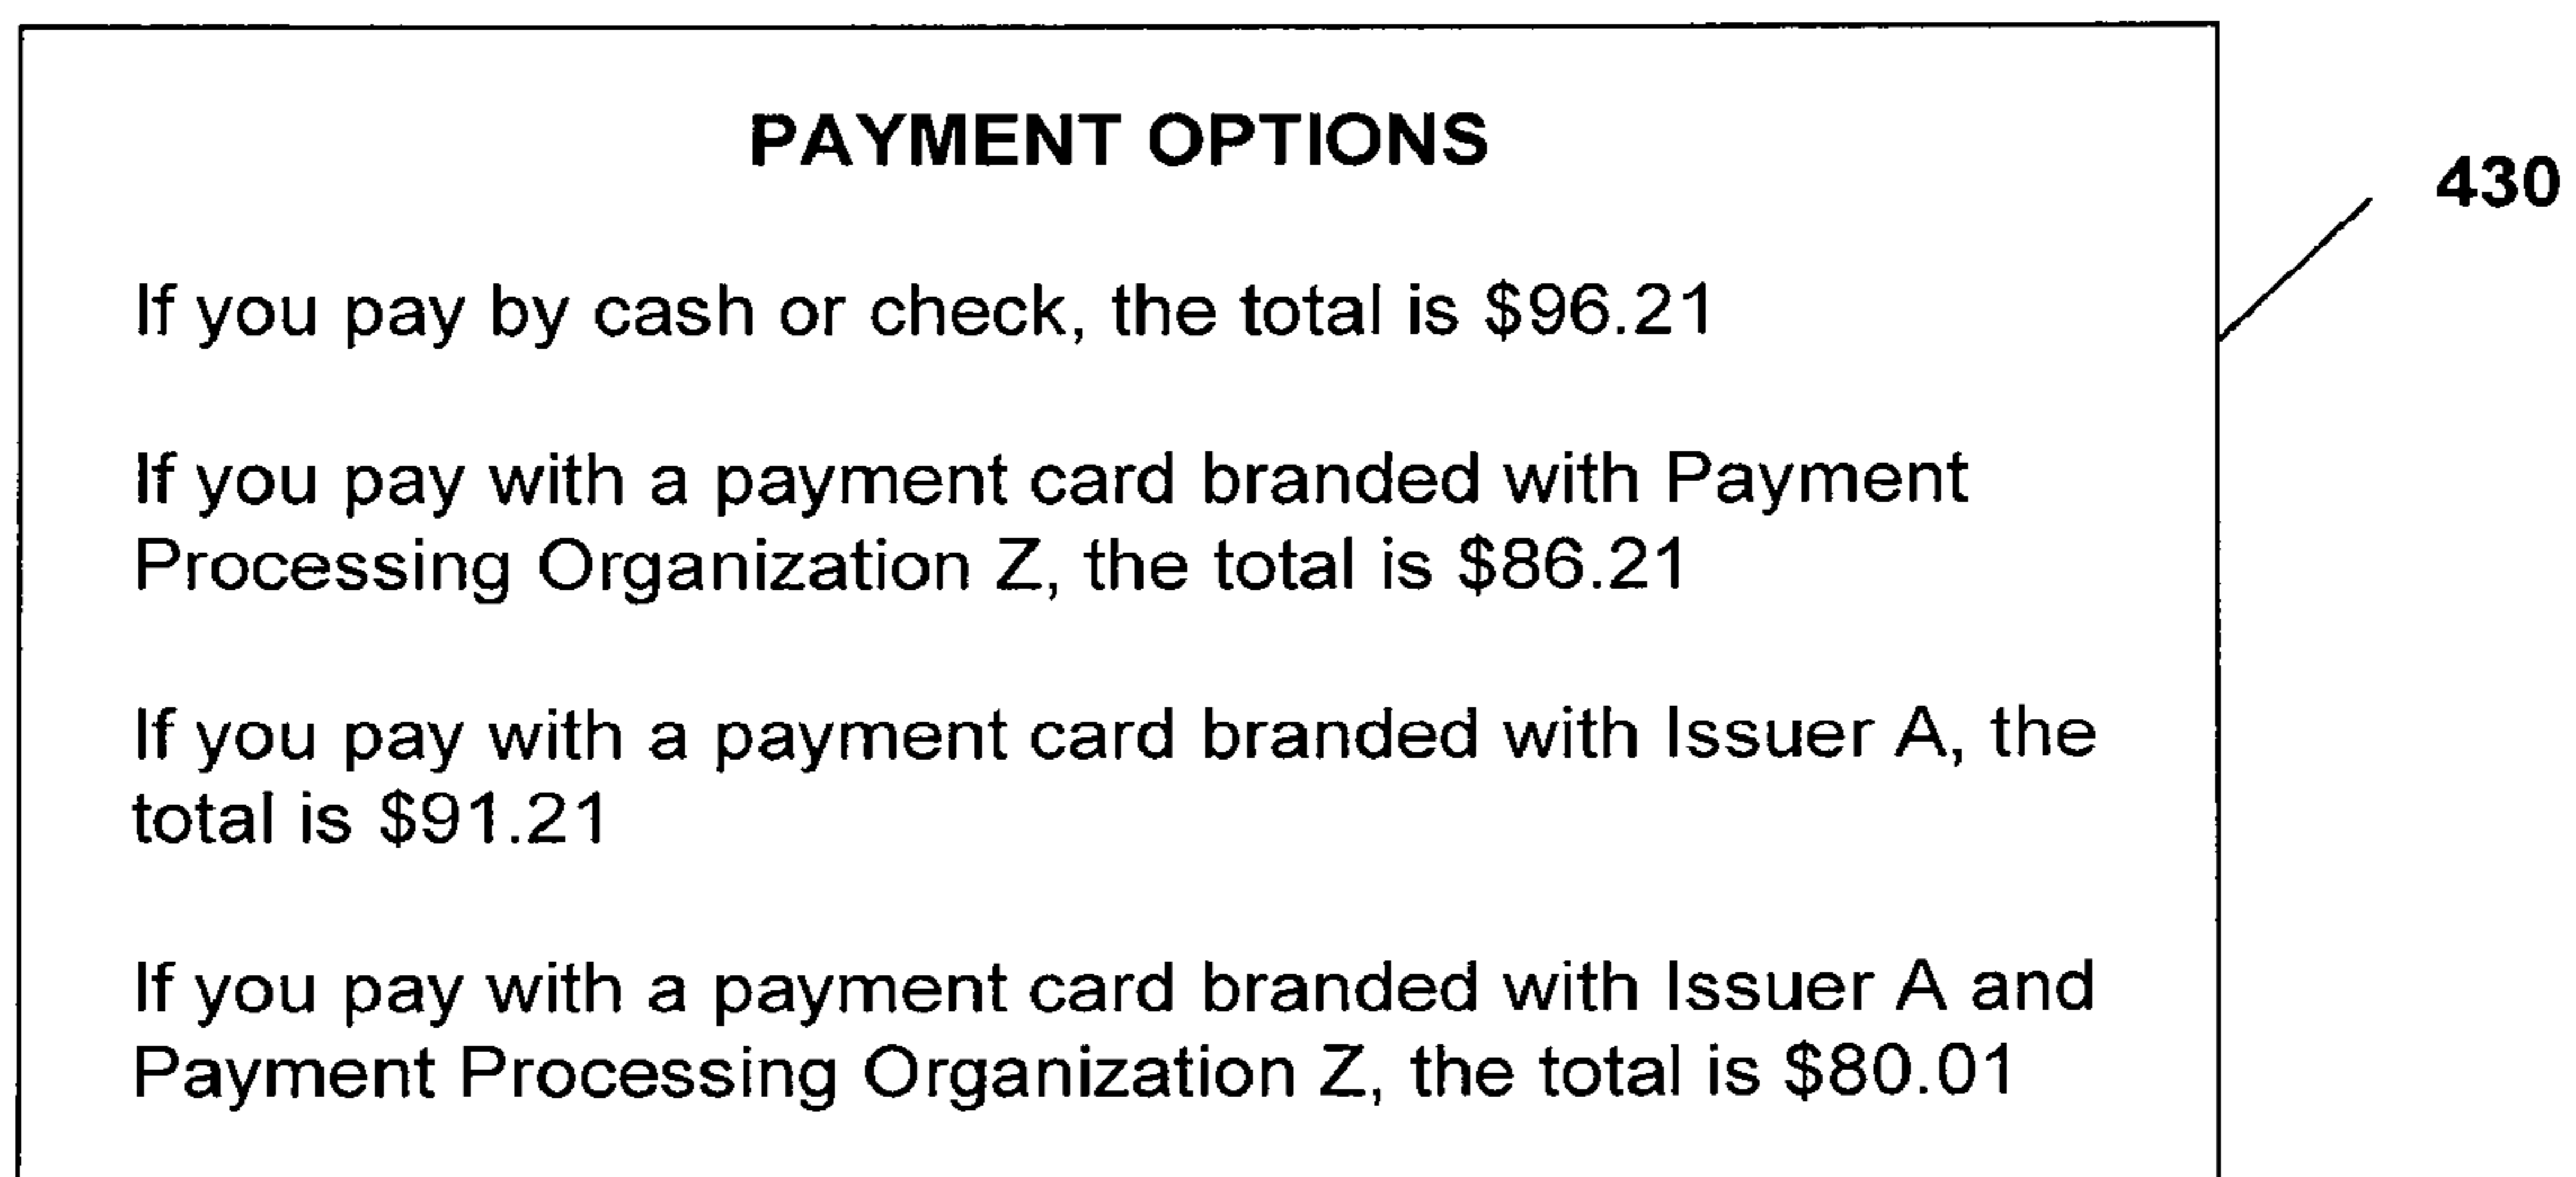 PAYMENT OPTIONS
430
If you pay by cash or check, the total is $96.21
If you pay with a payment card branded with Payment
Processing Organization Z, the total is $86.21
If you pay with a payment card branded with Issuer A, the
total is $91.21
If you pay with a payment card branded with Issuer A and
Payment Processing Organization Z, the total is $80.01